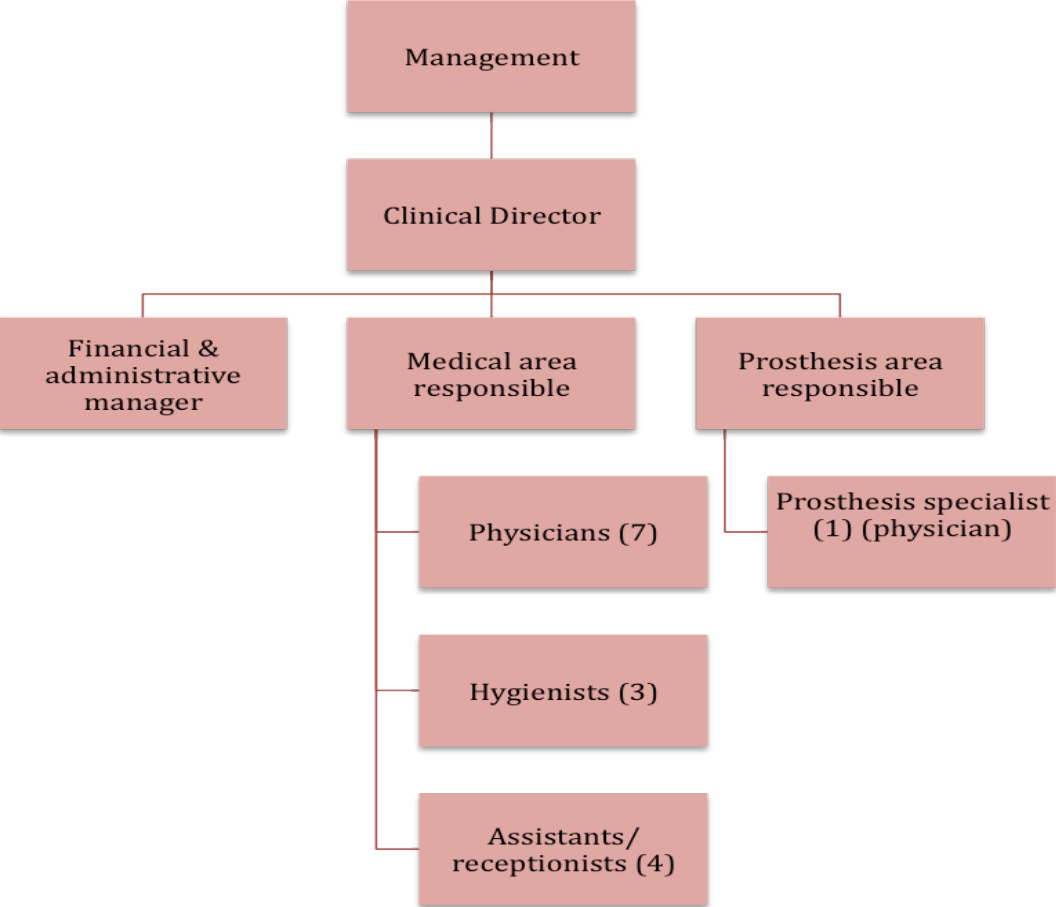 Management
Clinical Director
Financial &
administrative
manager
Medical area
responsible
Prosthesis area
responsible
Physicians (7)
Prosthesis specialist
(1) (physician)
Hygienists (3)
Assistants/
receptionists (4)